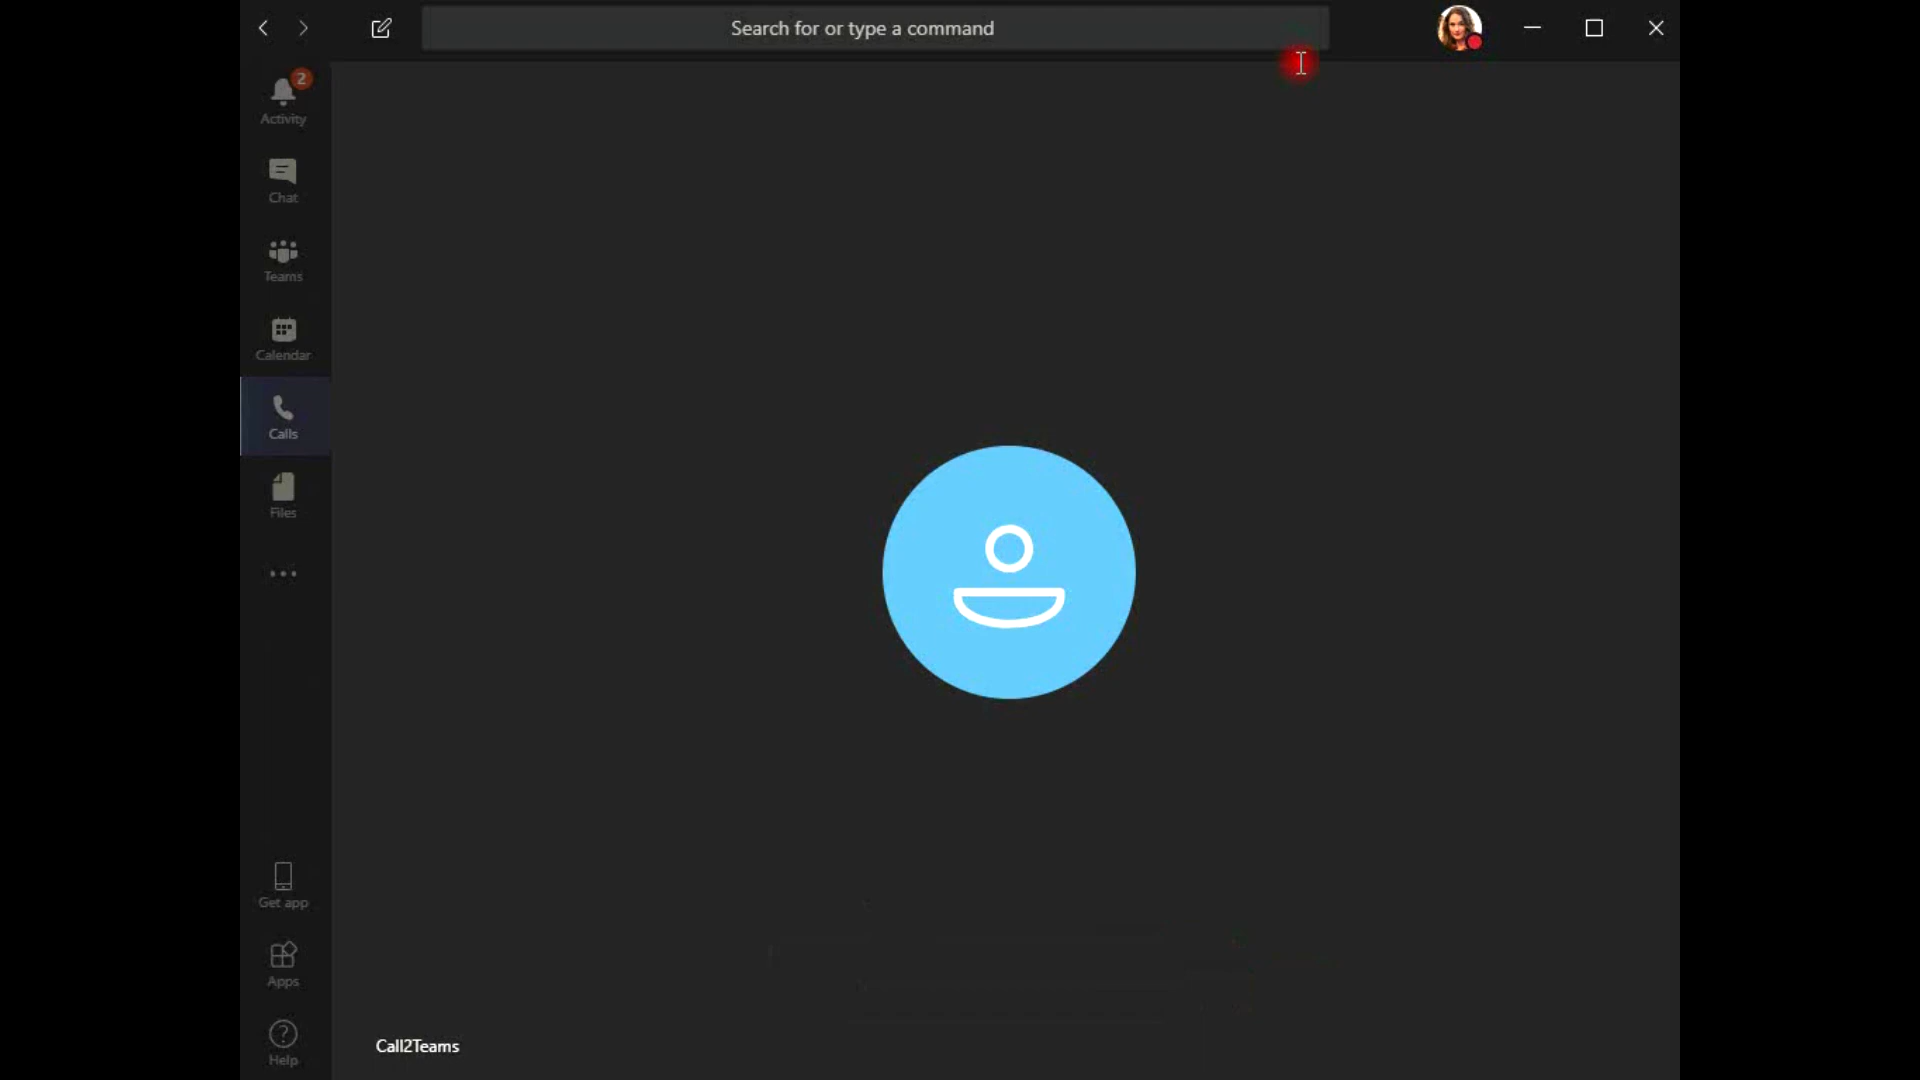 Search for or type a command
2
Activity
Chat
Teams
Calendar
Calls
Files
Get app
Apps
Help
Call2Teams